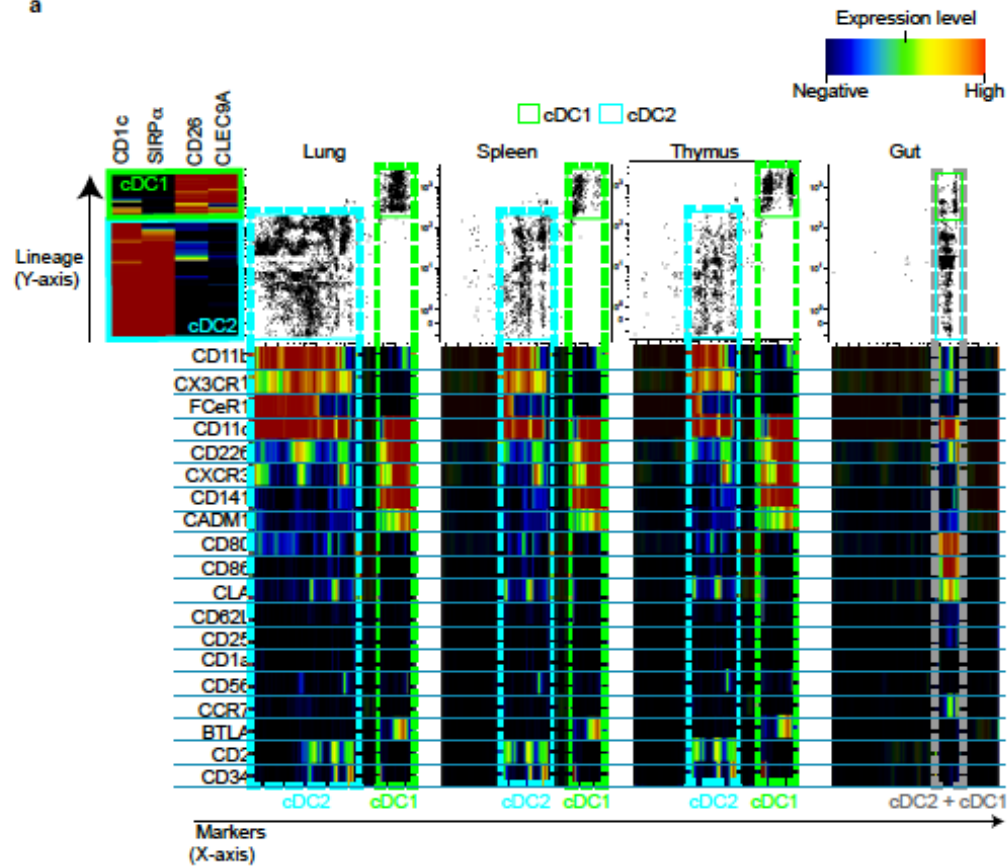 a
Expression level
Negative High
cDC1 cDC2
CD1c
SIRPα
CD26
CLEC9A
Lung Spleen Thymus Gut
cDC1
Lineage
(Y-axis)
cDC2
CD11b
CX3CR1
FCeR1
CD11c
CD226
CXCR3
CD141
CADM1
CD80
CD86
CLA
CD62L
CD25
CD1a
CD56
CCR7
BTLA
CD2
CD34
cDC2 cDC1 cDC2 cDC1 cDC2 cDC1 cDC2 + cDC1
Markers
(X-axis)